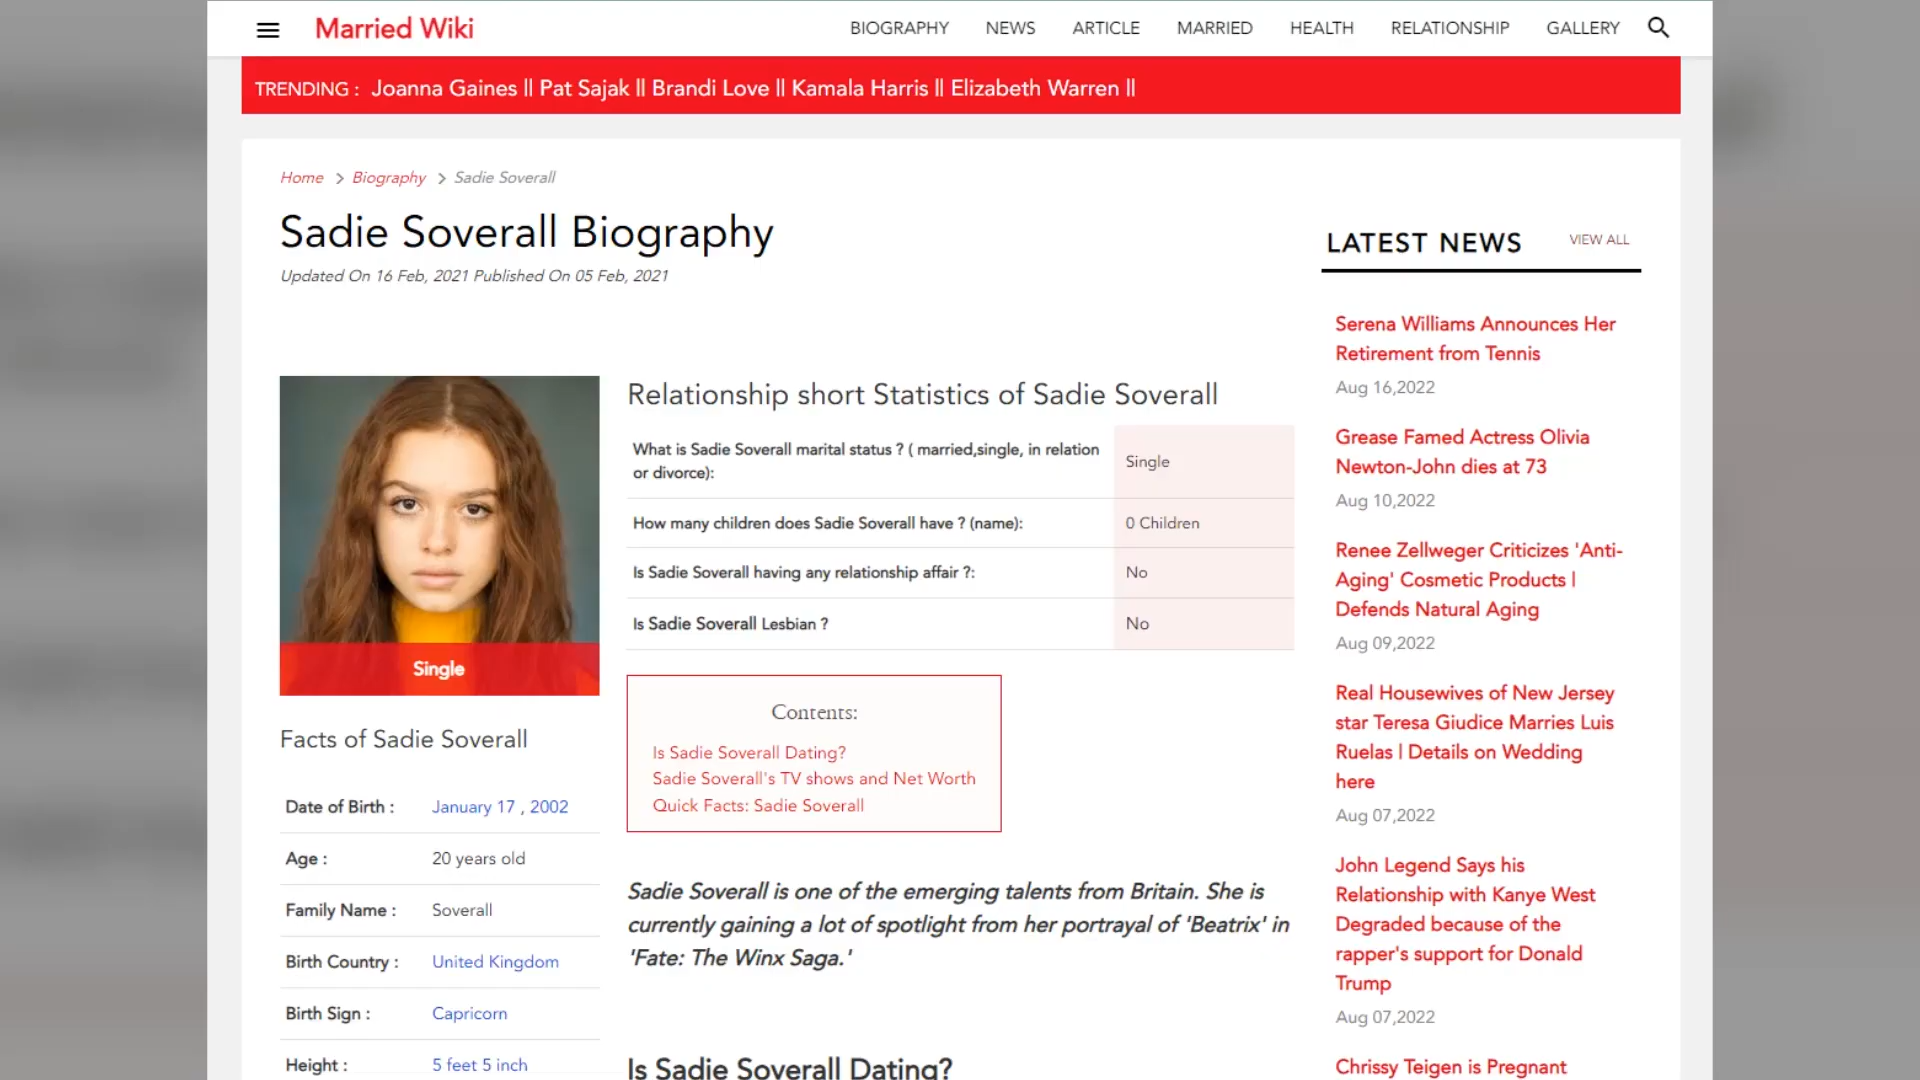 Married Wiki
BIOGRAPHY NEWS ARTICLE MARRIED HEALTH RELATIONSHIP GALLERY
TRENDING : Joanna Gaines || Pat Sajak || Brandi Love || Kamala Harris || Elizabeth Warren ||
Home > Biography > Sadie Soverall
Sadie Soverall Biography
Updated On 16 Feb, 2021 Published On 05 Feb, 2021
Single
Facts of Sadie Soverall
Date of Birth : January 17 , 2002
Age : 20 years old
Family Name : Soverall
Birth Country : United Kingdom
Birth Sign : Capricorn
Height : 5 feet 5 inch
Relationship short Statistics of Sadie Soverall
What is Sadie Soverall marital status ? ( married,single, in relation
or divorce):
Single
How many children does Sadie Soverall have ? (name): 0 Children
Is Sadie Soverall having any relationship affair ?: No
Is Sadie Soverall Lesbian ? No
Contents:
Is Sadie Soverall Dating?
Sadie Soverall's TV shows and Net Worth
Quick Facts: Sadie Soverall
Sadie Soverall is one of the emerging talents from Britain. She is
currently gaining a lot of spotlight from her portrayal of 'Beatrix' in
'Fate: The Winx Saga.'
Is Sadie Soverall Dating?
LATEST NEWS VIEW ALL
Serena Williams Announces Her
Retirement from Tennis
Aug 16,2022
Grease Famed Actress Olivia
Newton-John dies at 73
Aug 10,2022
Renee Zellweger Criticizes 'Anti-
Aging' Cosmetic Products |
Defends Natural Aging
Aug 09,2022
Real Housewives of New Jersey
star Teresa Giudice Marries Luis
Ruelas | Details on Wedding
here
Aug 07,2022
John Legend Says his
Relationship with Kanye West
Degraded because of the
rapper's support for Donald
Trump
Aug 07,2022
Chrissy Teigen is Pregnant